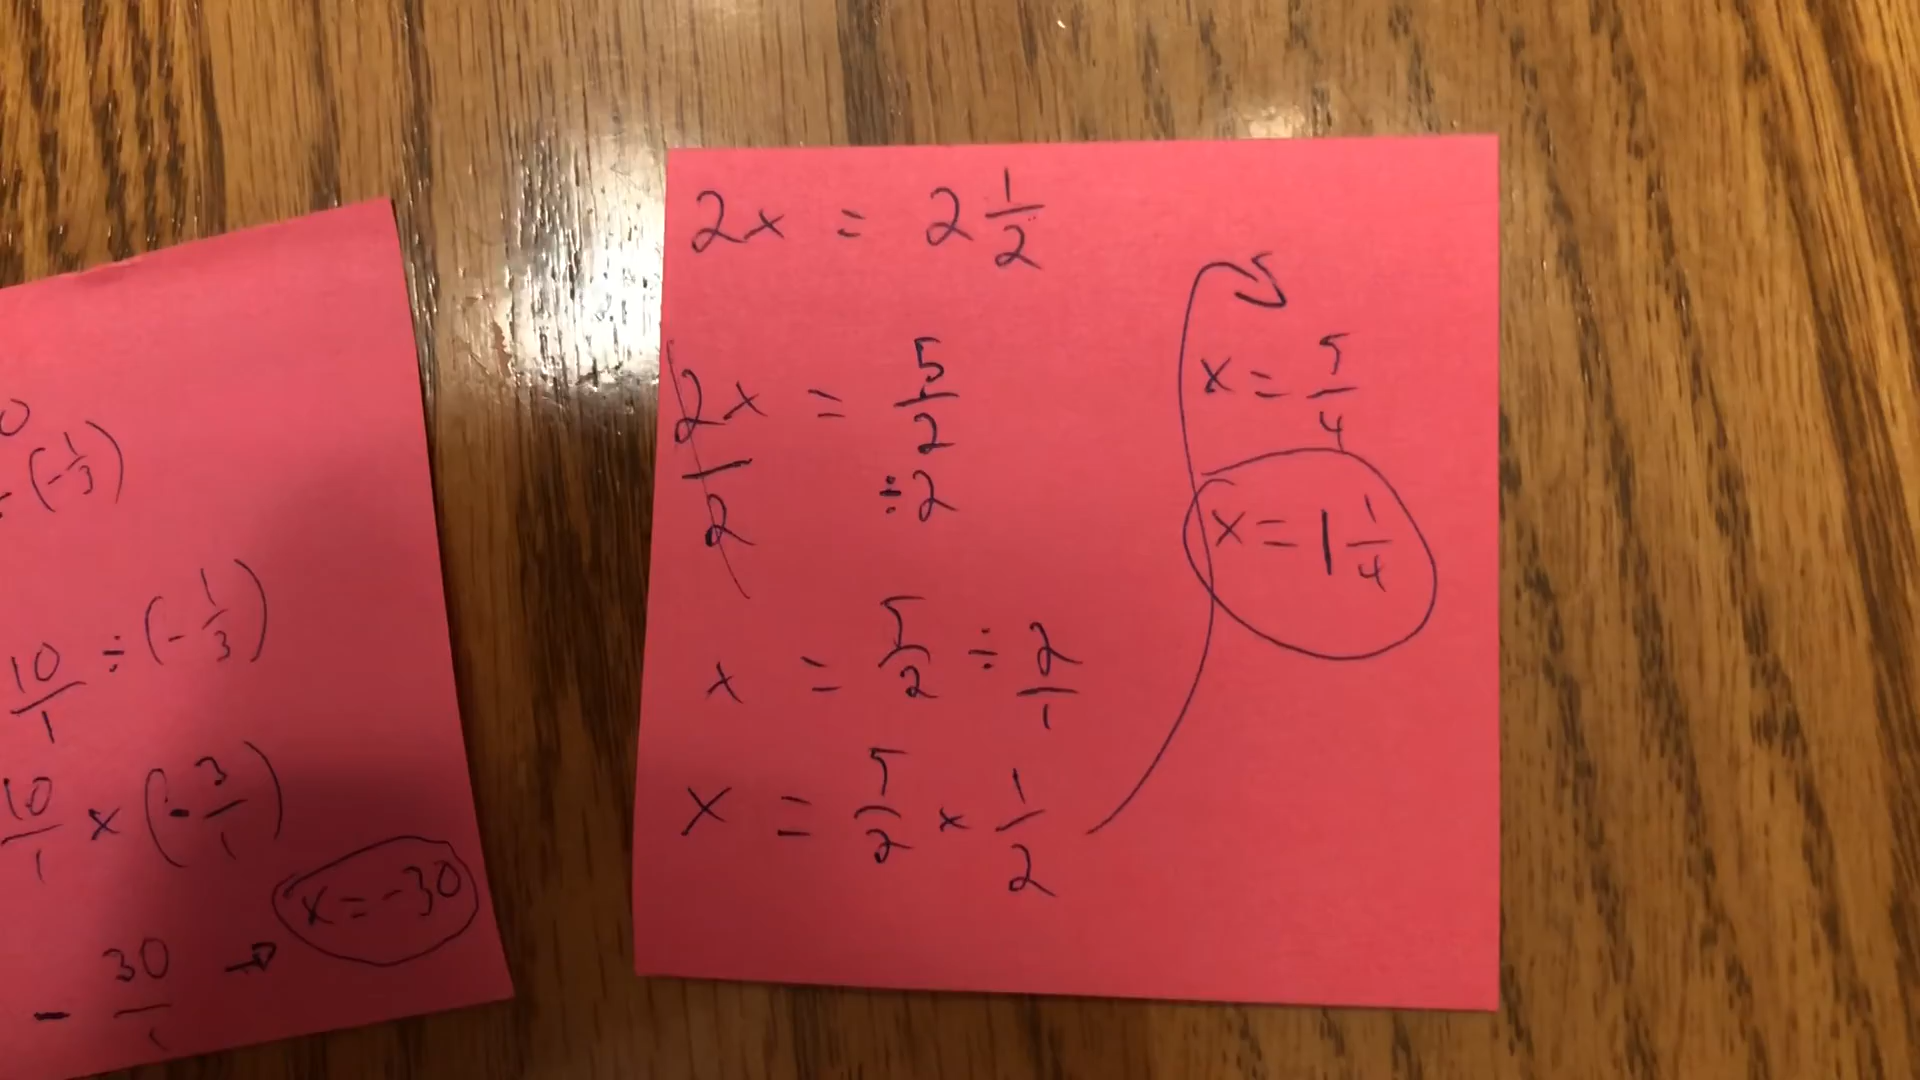 0
÷ (-1/3)
10/1 ÷ (-1/3)
10/1 × (-3/1)
- 30/1 → x = -30
2x = 2 1/2
2x/2 = 5/2 ÷2
x = 5/2 ÷ 2/1
x = 5/2 × 1/2
x = 5/4
x = 1 1/4